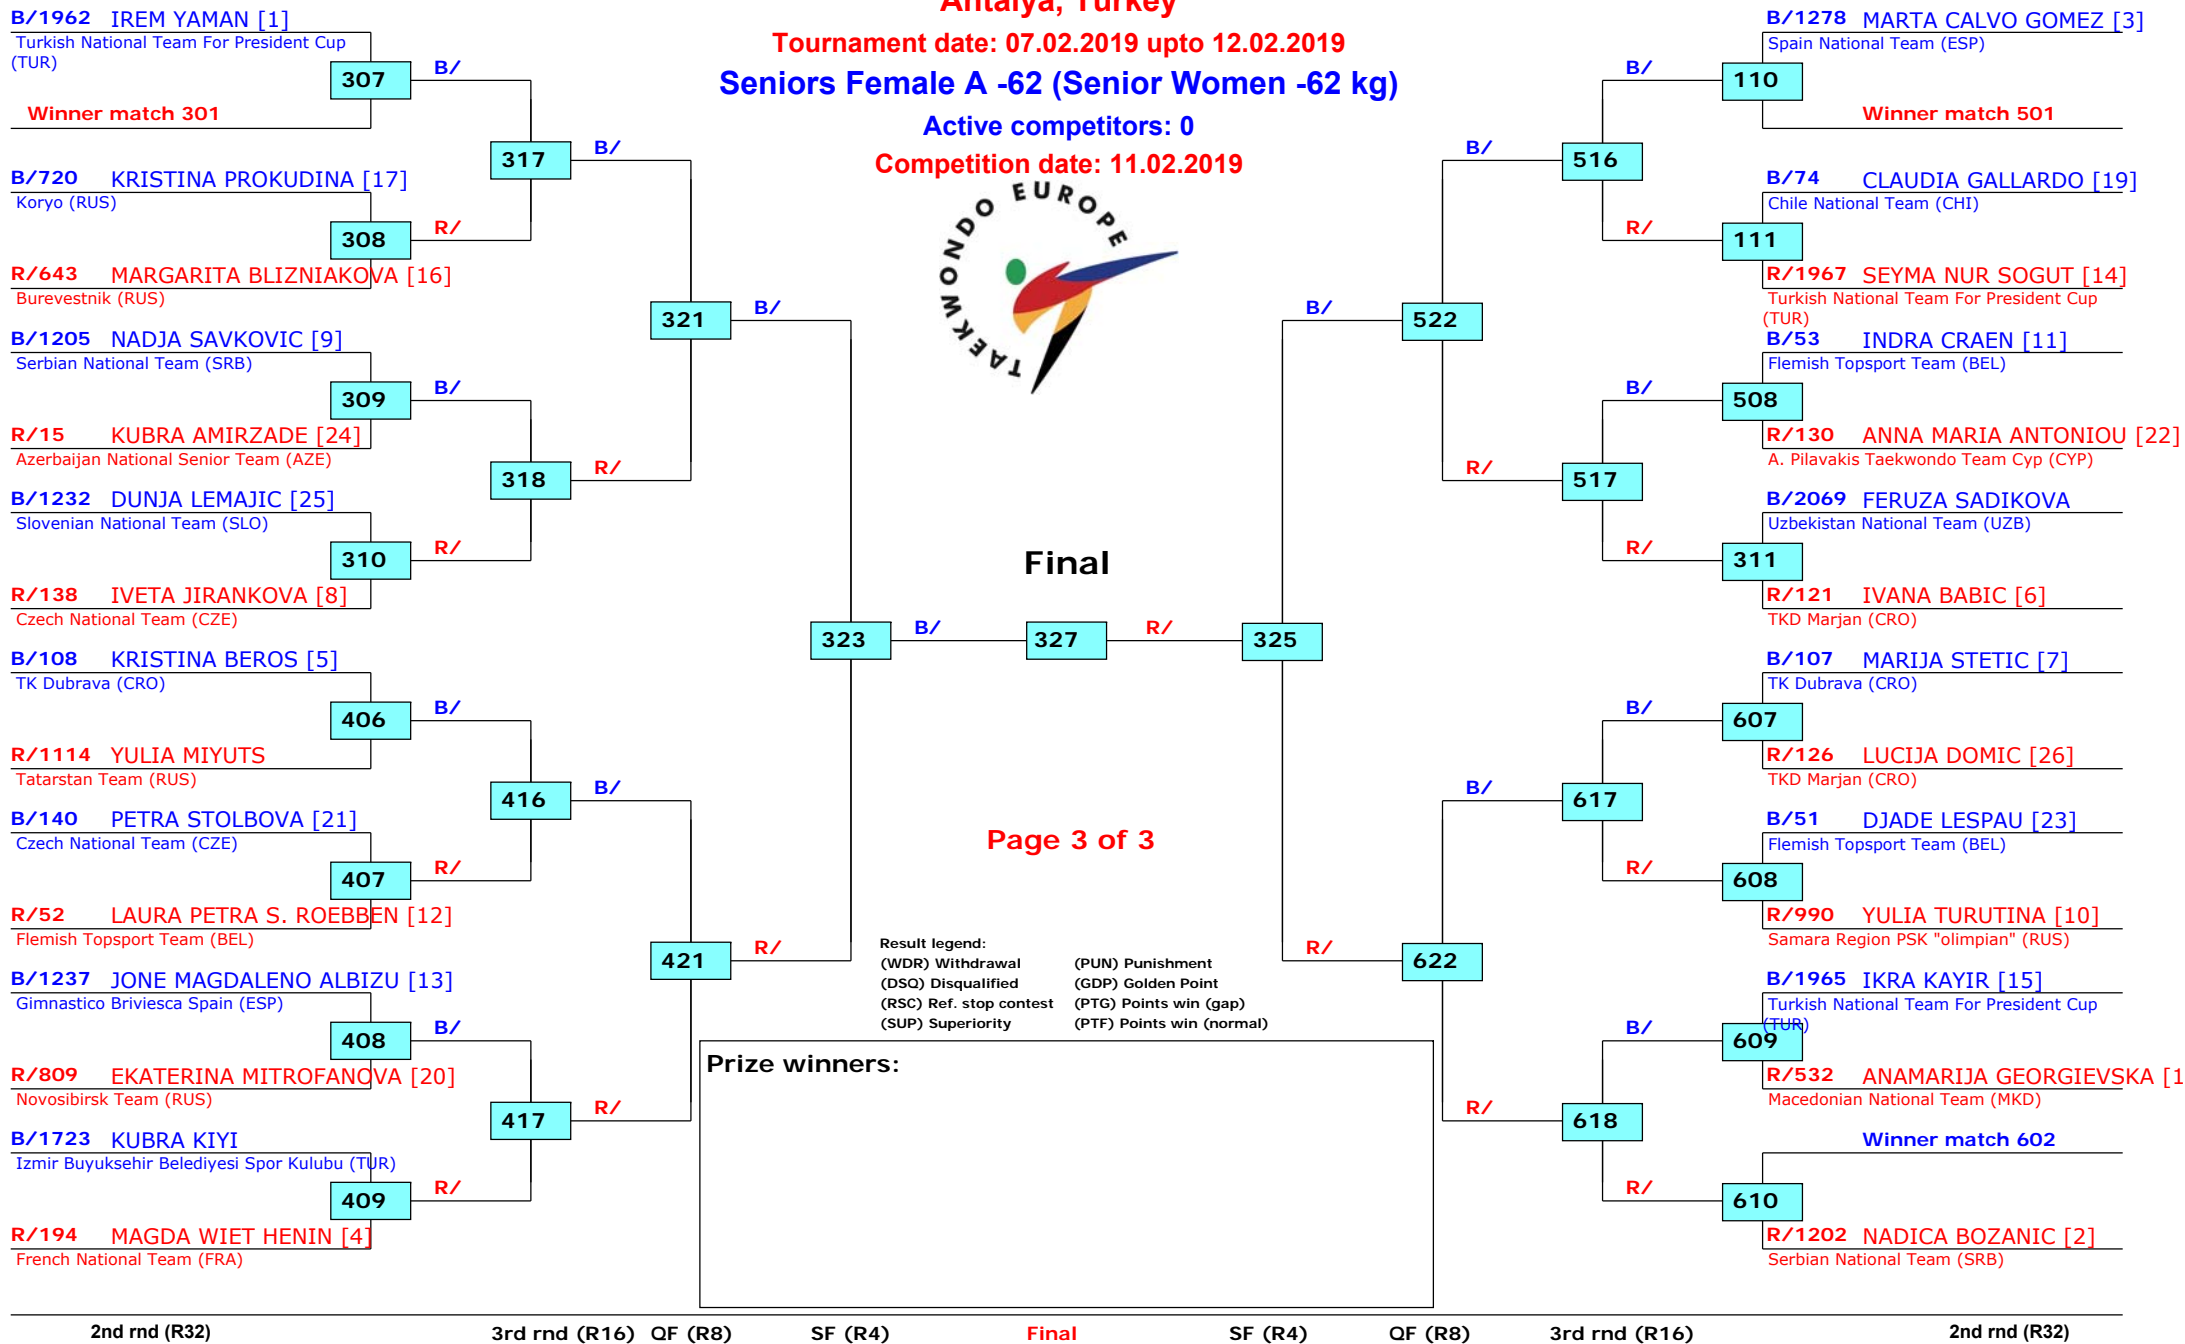 Antalya, Turkey
Tournament date: 07.02.2019 upto 12.02.2019
Seniors Female A -62 (Senior Women -62 kg)
Active competitors: 0
Competition date: 11.02.2019
TAEKWONDO EUROPE
B/1962 IREM YAMAN [1]
Turkish National Team For President Cup
(TUR)
307
B/
Winner match 301
317
B/
B/720 KRISTINA PROKUDINA [17]
Koryo (RUS)
308
R/
R/643 MARGARITA BLIZNIAKOVA [16]
Burevestnik (RUS)
321
B/
B/1205 NADJA SAVKOVIC [9]
Serbian National Team (SRB)
309
B/
R/15 KUBRA AMIRZADE [24]
Azerbaijan National Senior Team (AZE)
318
R/
B/1232 DUNJA LEMAJIC [25]
Slovenian National Team (SLO)
310
R/
R/138 IVETA JIRANKOVA [8]
Czech National Team (CZE)
323
B/
B/108 KRISTINA BEROS [5]
TK Dubrava (CRO)
406
B/
R/1114 YULIA MIYUTS
Tatarstan Team (RUS)
416
B/
B/140 PETRA STOLBOVA [21]
Czech National Team (CZE)
407
R/
R/52 LAURA PETRA S. ROEBBEN [12]
Flemish Topsport Team (BEL)
421
R/
B/1237 JONE MAGDALENO ALBIZU [13]
Gimnastico Briviesca Spain (ESP)
408
B/
R/809 EKATERINA MITROFANOVA [20]
Novosibirsk Team (RUS)
417
R/
B/1723 KUBRA KIYI
Izmir Buyuksehir Belediyesi Spor Kulubu (TUR)
409
R/
R/194 MAGDA WIET HENIN [4]
French National Team (FRA)
Final
327
R/
325
Page 3 of 3
Result legend:
(WDR) Withdrawal (PUN) Punishment
(DSQ) Disqualified (GDP) Golden Point
(RSC) Ref. stop contest (PTG) Points win (gap)
(SUP) Superiority (PTF) Points win (normal)
Prize winners:
B/1278 MARTA CALVO GOMEZ [3]
Spain National Team (ESP)
B/
110
Winner match 501
B/
516
B/74 CLAUDIA GALLARDO [19]
Chile National Team (CHI)
R/
111
R/1967 SEYMA NUR SOGUT [14]
Turkish National Team For President Cup
(TUR)
B/
522
B/53 INDRA CRAEN [11]
Flemish Topsport Team (BEL)
B/
508
R/130 ANNA MARIA ANTONIOU [22]
A. Pilavakis Taekwondo Team Cyp (CYP)
R/
517
B/2069 FERUZA SADIKOVA
Uzbekistan National Team (UZB)
R/
311
R/121 IVANA BABIC [6]
TKD Marjan (CRO)
B/107 MARIJA STETIC [7]
TK Dubrava (CRO)
B/
607
R/126 LUCIJA DOMIC [26]
TKD Marjan (CRO)
B/
617
B/51 DJADE LESPAU [23]
Flemish Topsport Team (BEL)
R/
608
R/990 YULIA TURUTINA [10]
Samara Region PSK "olimpian" (RUS)
R/
622
B/1965 IKRA KAYIR [15]
Turkish National Team For President Cup
(TUR)
B/
609
R/532 ANAMARIJA GEORGIEVSKA [1
Macedonian National Team (MKD)
R/
618
Winner match 602
R/
610
R/1202 NADICA BOZANIC [2]
Serbian National Team (SRB)
2nd rnd (R32) 3rd rnd (R16) QF (R8) SF (R4) Final SF (R4) QF (R8) 3rd rnd (R16) 2nd rnd (R32)